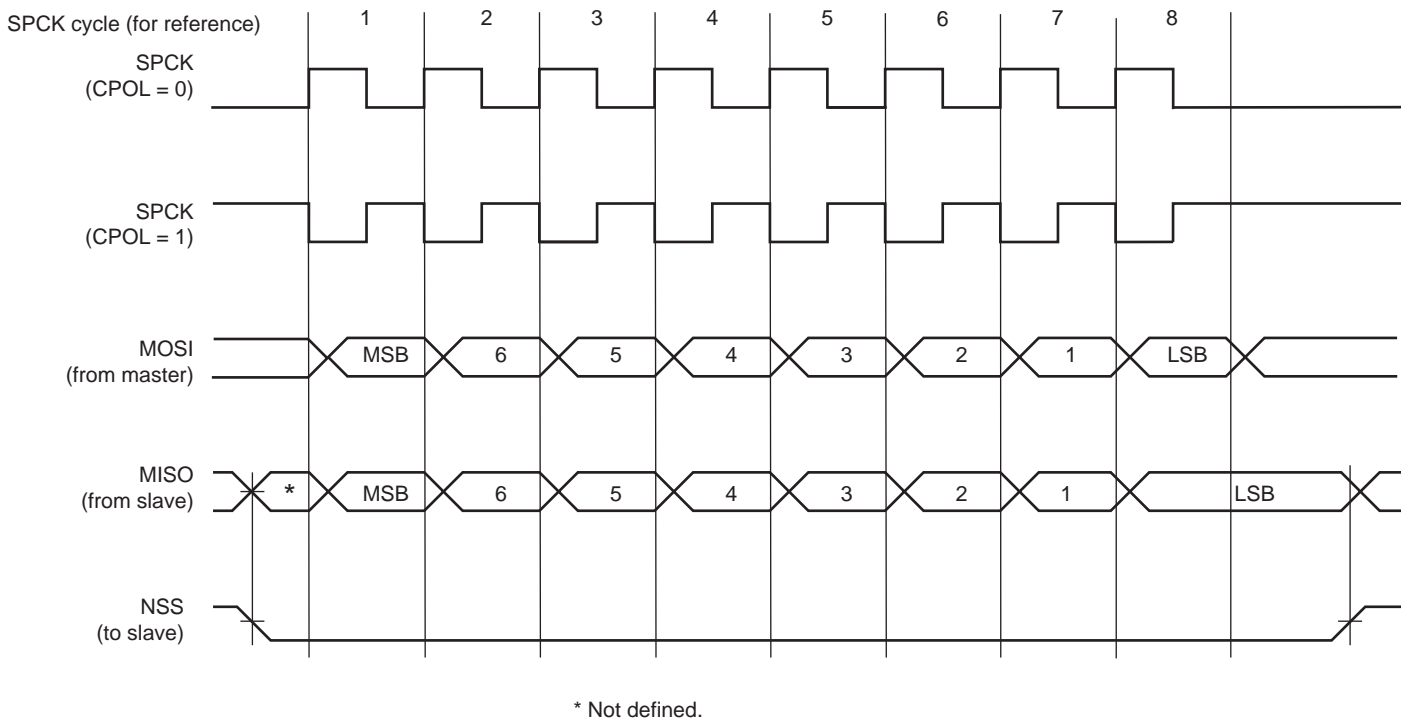 SPCK cycle (for reference)
1 2 3 4 5 6 7 8
SPCK
(CPOL = 0)
SPCK
(CPOL = 1)
MOSI
(from master)
MSB 6 5 4 3 2 1 LSB
MISO
(from slave)
* MSB 6 5 4 3 2 1 LSB
NSS
(to slave)
* Not defined.